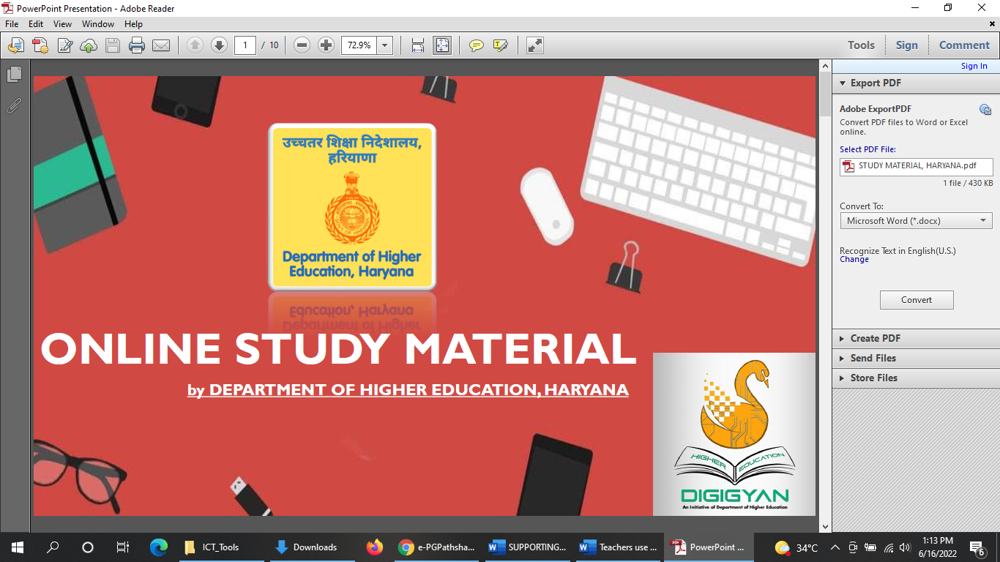 PowerPoint Presentation - Adobe Reader
File Edit View Window Help
1 / 10
72.9%
Tools Sign Comment
Sign In
Export PDF
Adobe ExportPDF
Convert PDF files to Word or Excel
online.
Select PDF File:
STUDY MATERIAL, HARYANA.pdf
1 file / 430 KB
Convert To:
Microsoft Word (*.docx)
Recognize Text in English(U.S.)
Change
Convert
Create PDF
Send Files
Store Files
उच्चतर शिक्षा निदेशालय,
हरियाणा
Department of Higher
Education, Haryana
ONLINE STUDY MATERIAL
by DEPARTMENT OF HIGHER EDUCATION, HARYANA
HIGHER EDUCATION
DIGIGYAN
An Initiative of Department of Higher Education
ICT_Tools
Downloads
e-PGPathsha...
SUPPORTING...
Teachers use ...
PowerPoint ...
34°C
1:13 PM
6/16/2022
6